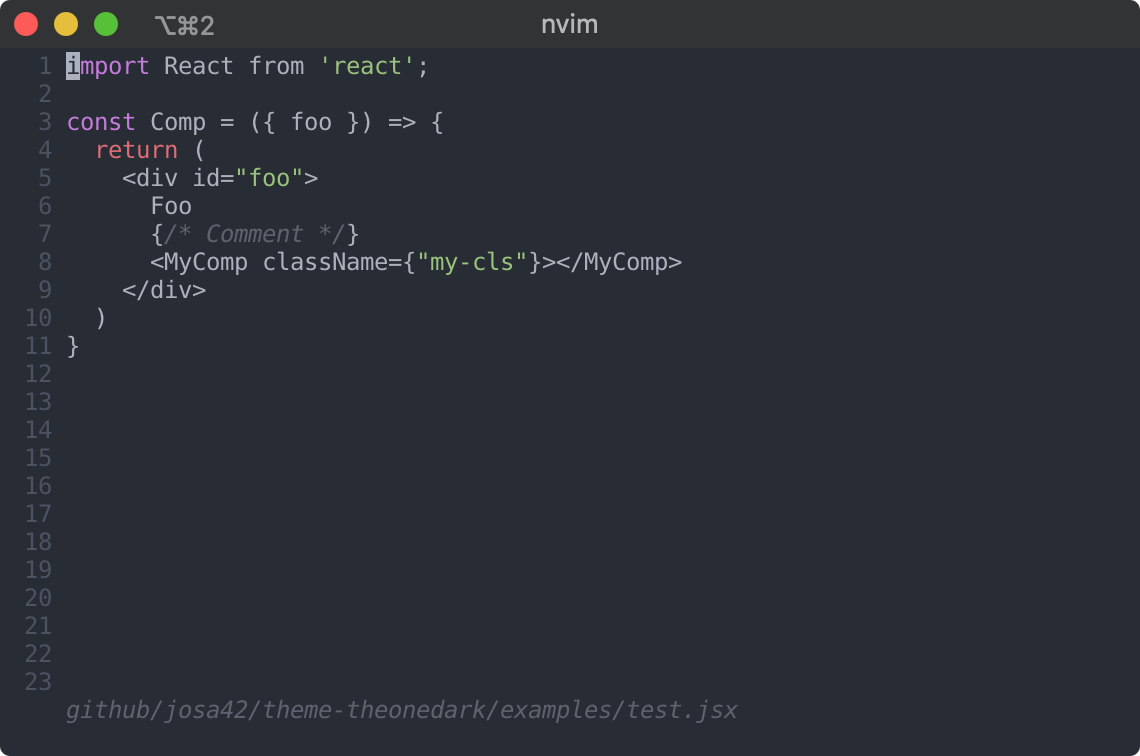 ⌥⌘2 nvim
1 import React from 'react';
2
3 const Comp = ({ foo }) => {
4   return (
5     <div id="foo">
6       Foo
7       {/* Comment */}
8       <MyComp className={"my-cls"}></MyComp>
9     </div>
10   )
11 }
12
13
14
15
16
17
18
19
20
21
22
23
github/josa42/theme-theonedark/examples/test.jsx